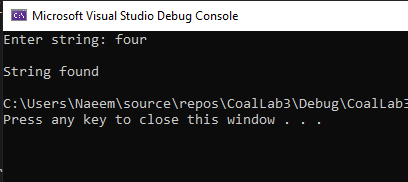 Microsoft Visual Studio Debug Console
Enter string: four
String found
C:\Users\Naeem\source\repos\CoalLab3\Debug\CoalLab3
Press any key to close this window . . .